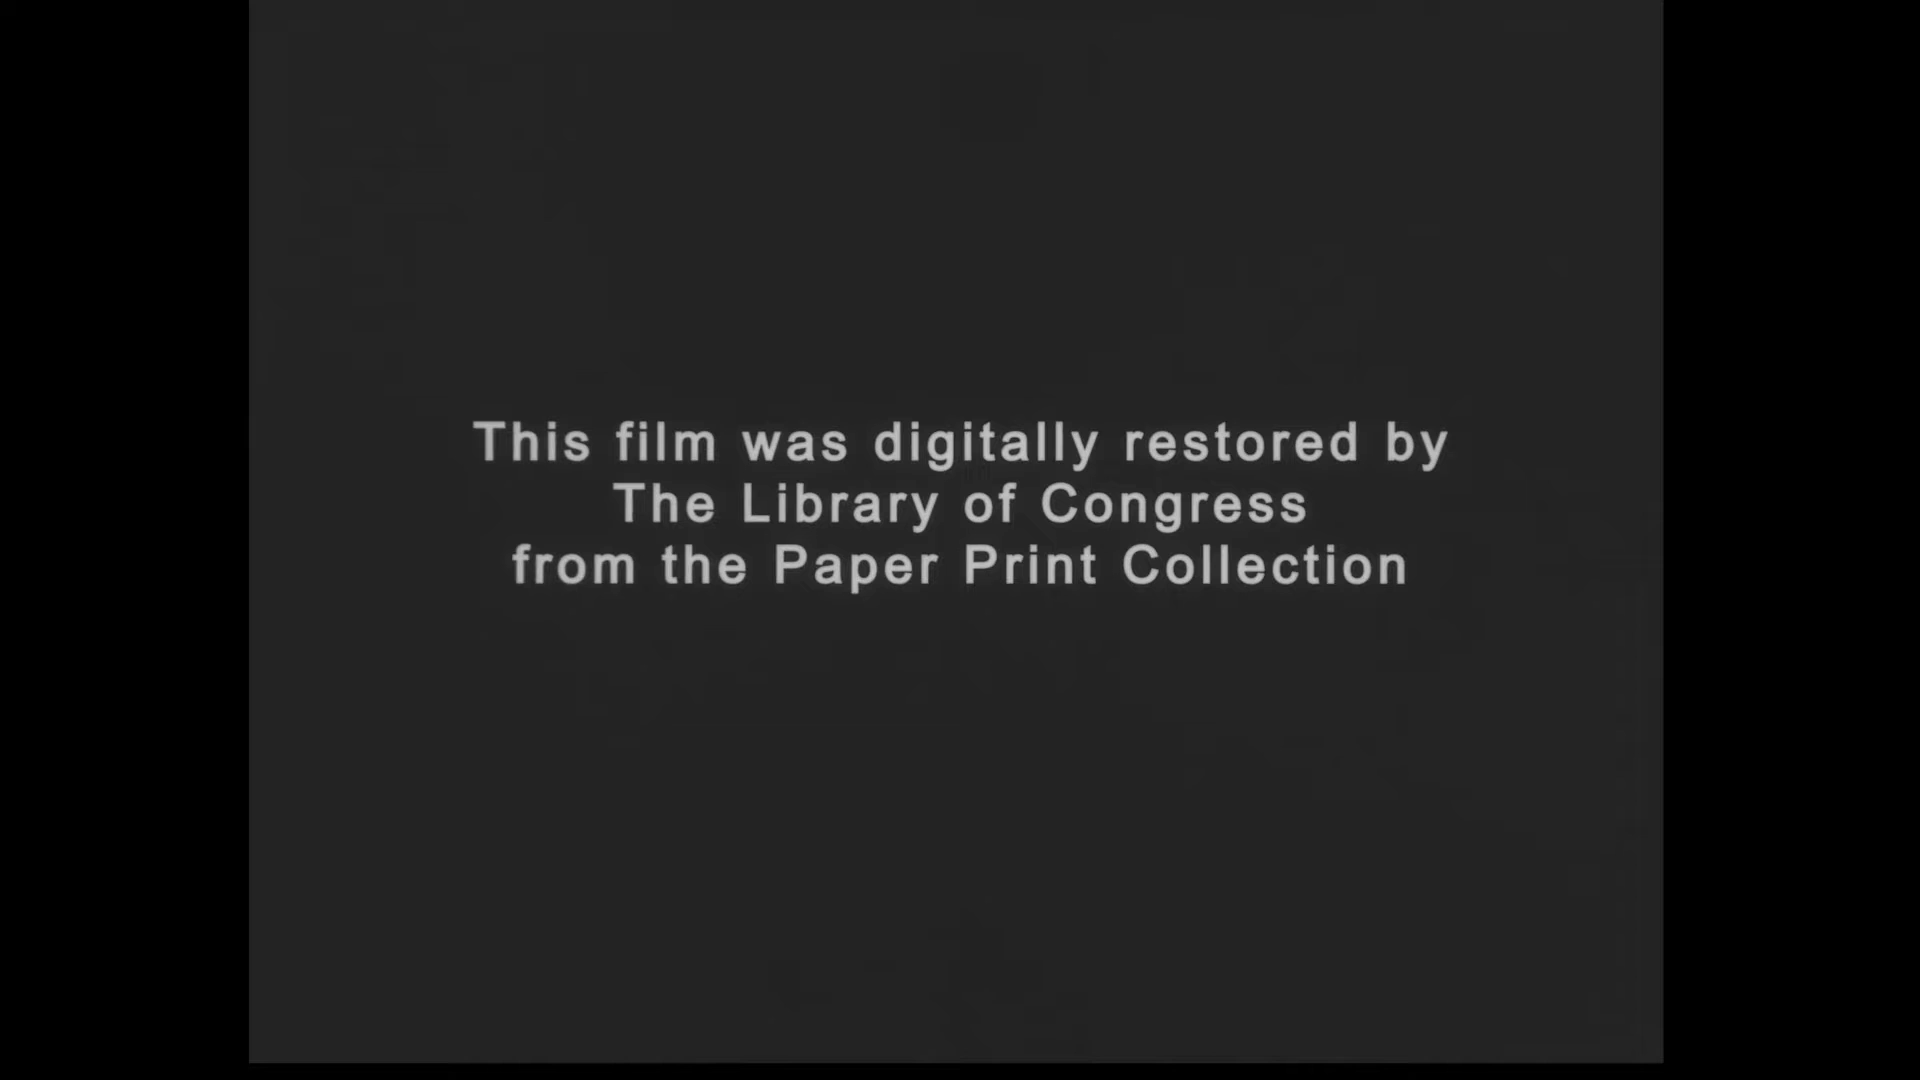 This film was digitally restored by
The Library of Congress
from the Paper Print Collection